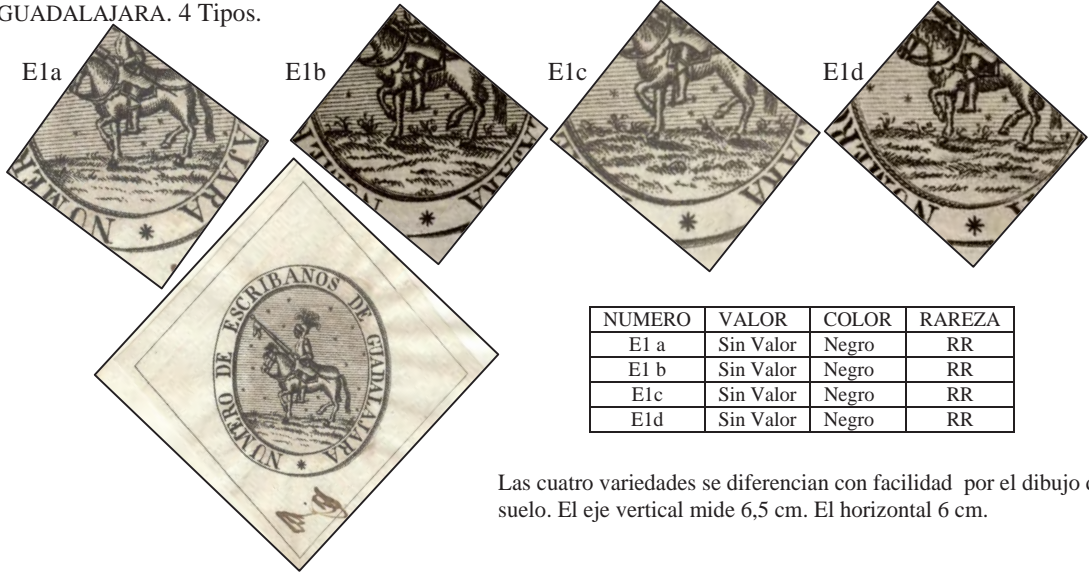 GUADALAJARA. 4 Tipos.
E1a
E1b
E1c
E1d
NUMERO DE ESCRIBANOS DE GUADALAJARA *
NUMERO VALOR COLOR RAREZA
E1 a Sin Valor Negro RR
E1 b Sin Valor Negro RR
E1c Sin Valor Negro RR
E1d Sin Valor Negro RR
Las cuatro variedades se diferencian con facilidad por el dibujo
suelo. El eje vertical mide 6,5 cm. El horizontal 6 cm.